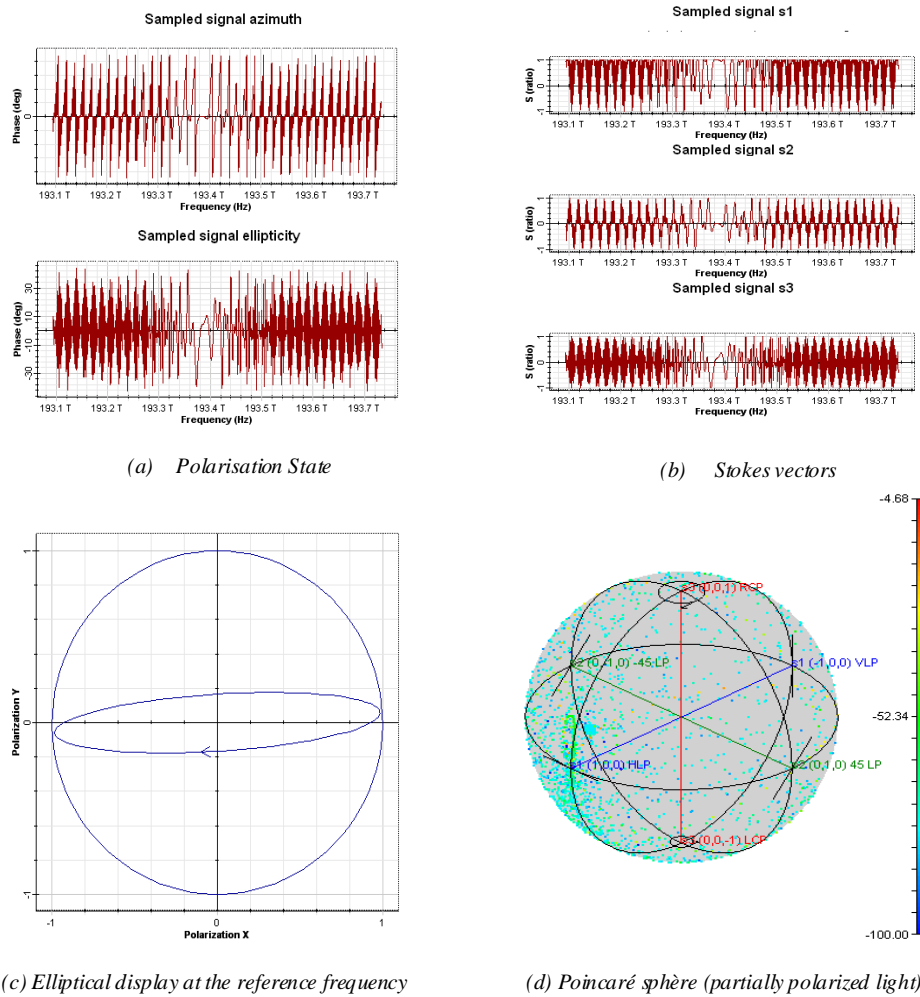 Sampled signal azimuth
Phase (deg)
0
193.1 T 193.2 T 193.3 T 193.4 T 193.5 T 193.6 T 193.7 T
Frequency (Hz)
Sampled signal ellipticity
Phase (deg)
30
10
-10
-30
193.1 T 193.2 T 193.3 T 193.4 T 193.5 T 193.6 T 193.7 T
Frequency (Hz)
(a) Polarisation State
Sampled signal s1
S (ratio)
1
0
-1
193.1 T 193.2 T 193.3 T 193.4 T 193.5 T 193.6 T 193.7 T
Frequency (Hz)
Sampled signal s2
S (ratio)
1
0
-1
193.1 T 193.2 T 193.3 T 193.4 T 193.5 T 193.6 T 193.7 T
Frequency (Hz)
Sampled signal s3
S (ratio)
1
0
-1
193.1 T 193.2 T 193.3 T 193.4 T 193.5 T 193.6 T 193.7 T
Frequency (Hz)
(b) Stokes vectors
Polarization Y
1
0
-1
-1 0 1
Polarization X
(c) Elliptical display at the reference frequency
-4.68
-52.34
-100.00
(0,0,1) RCP
s2 (0,-1,0) -45 LP
s1 (-1,0,0) VLP
s1 (1,0,0) HLP
s2 (0,1,0) 45 LP
(0,0,-1) LCP
(d) Poincaré sphère (partially polarized light)